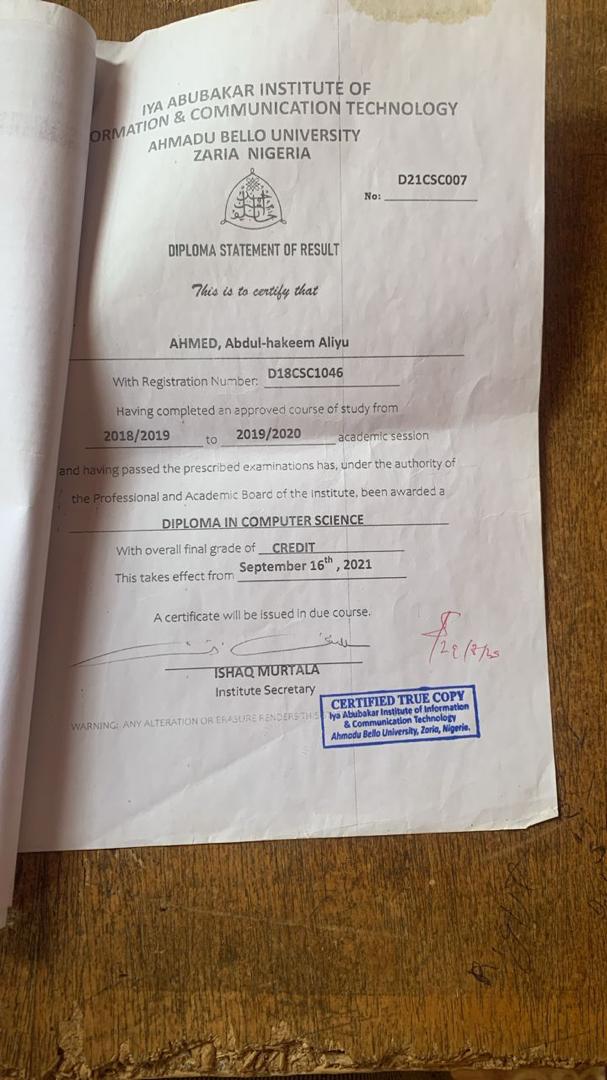 IYA ABUBAKAR INSTITUTE OF
ORMATION & COMMUNICATION TECHNOLOGY
AHMADU BELLO UNIVERSITY
ZARIA NIGERIA
D21CSC007
No:
DIPLOMA STATEMENT OF RESULT
This is to certify that
AHMED, Abdul-hakeem Aliyu
With Registration Number: D18CSC1046
Having completed an approved course of study from
2018/2019 to 2019/2020 academic session
and having passed the prescribed examinations has, under the authority of
the Professional and Academic Board of the Institute, been awarded a
DIPLOMA IN COMPUTER SCIENCE
With overall final grade of CREDIT
This takes effect from September 16th, 2021
A certificate will be issued in due course.
ISHAQ MURTALA
Institute Secretary
WARNING: ANY ALTERATION OR ERASURE RENDERS THIS
CERTIFIED TRUE COPY
Iya Abubakar Institute of Information
& Communication Technology
Ahmadu Bello University, Zaria, Nigeria.